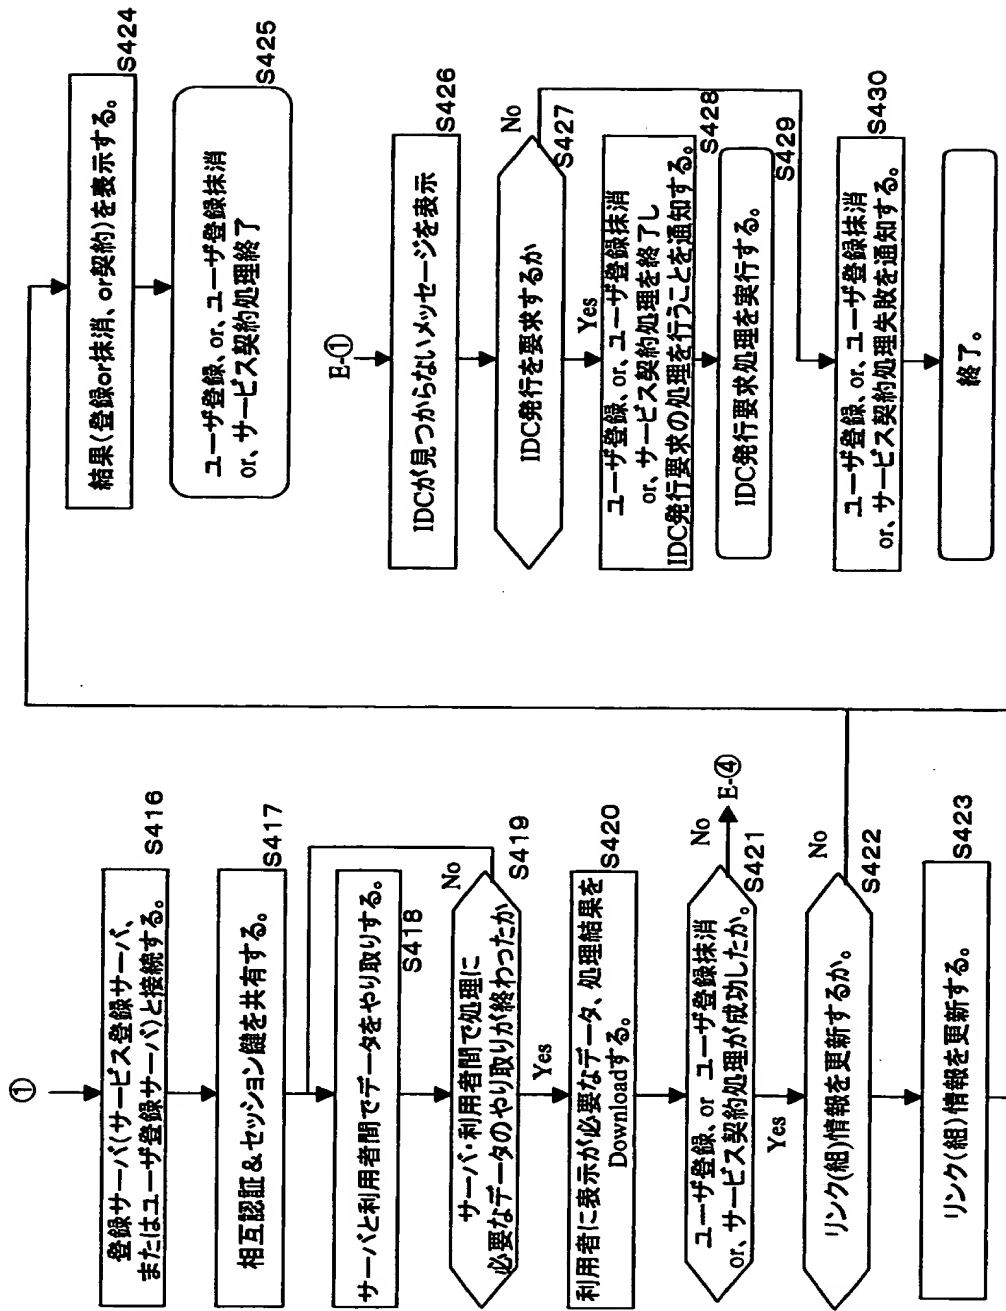 ①
登録サーバ(サービス登録サーバ、
またはユーザ登録サーバ)と接続する。
S416
相互認証&セッション鍵を共有する。
S417
サーバと利用者間でデータをやり取りする。
S418
サーバ・利用者間で処理に
必要なデータのやり取りが終わったか
No
S419
Yes
利用者に表示が必要なデータ、処理結果を
Downloadする。
S420
ユーザ登録、or ユーザ登録抹消
or、サービス契約処理が成功したか。
No
E-④
S421
Yes
リンク(組)情報を更新するか。
No
S422
リンク(組)情報を更新する。
S423
結果(登録or抹消、or契約)を表示する。
S424
ユーザ登録、or、ユーザ登録抹消
or、サービス契約処理終了
S425
E-①
IDCが見つからないメッセージを表示
S426
IDC発行を要求するか
No
S427
Yes
ユーザ登録、or、ユーザ登録抹消
or、サービス契約処理を終了し
IDC発行要求の処理を行うことを通知する。
S428
IDC発行要求処理を実行する。
S429
ユーザ登録、or、ユーザ登録抹消
or、サービス契約処理失敗を通知する。
S430
終了。